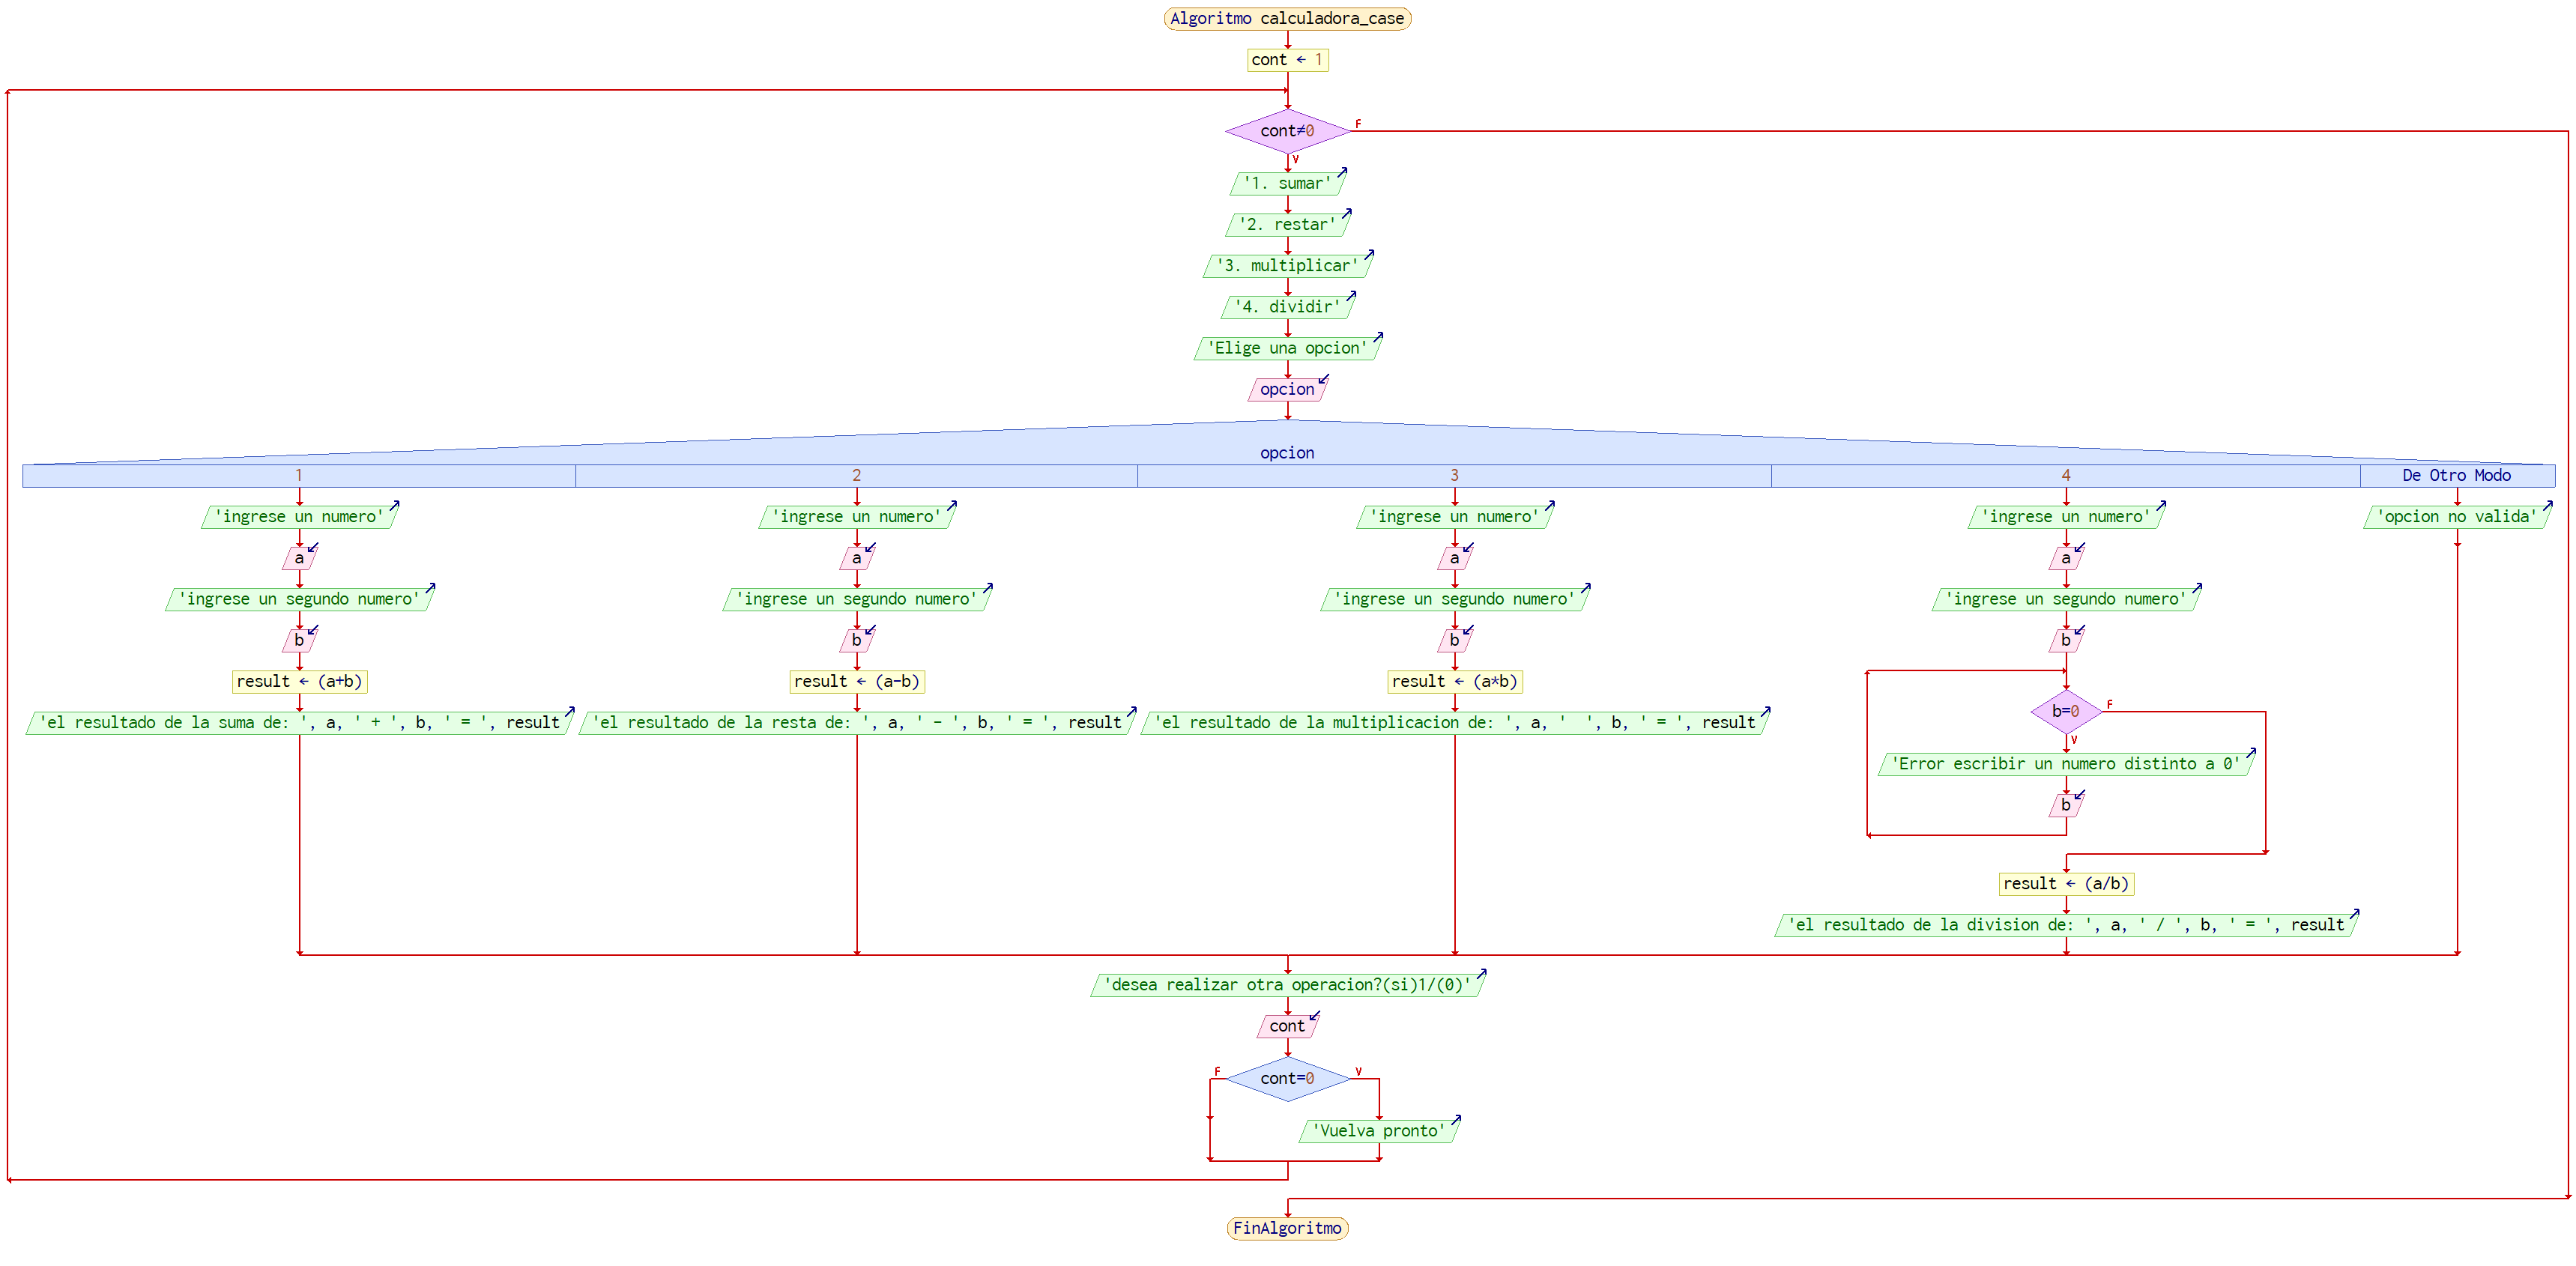 Algoritmo calculadora_case
cont ← 1
cont≠0
F
V
'1. sumar'
'2. restar'
'3. multiplicar'
'4. dividir'
'Elige una opcion'
opcion
opcion
1
2
3
4
De Otro Modo
'ingrese un numero'
a
'ingrese un segundo numero'
b
result ← (a+b)
'el resultado de la suma de: ', a, ' + ', b, ' = ', result
'ingrese un numero'
a
'ingrese un segundo numero'
b
result ← (a-b)
'el resultado de la resta de: ', a, ' - ', b, ' = ', result
'ingrese un numero'
a
'ingrese un segundo numero'
b
result ← (a*b)
'el resultado de la multiplicacion de: ', a, '  ', b, ' = ', result
'ingrese un numero'
a
'ingrese un segundo numero'
b
b=0
F
V
'Error escribir un numero distinto a 0'
b
result ← (a/b)
'el resultado de la division de: ', a, ' / ', b, ' = ', result
'opcion no valida'
'desea realizar otra operacion?(si)1/(0)'
cont
F
cont=0
V
'Vuelva pronto'
FinAlgoritmo